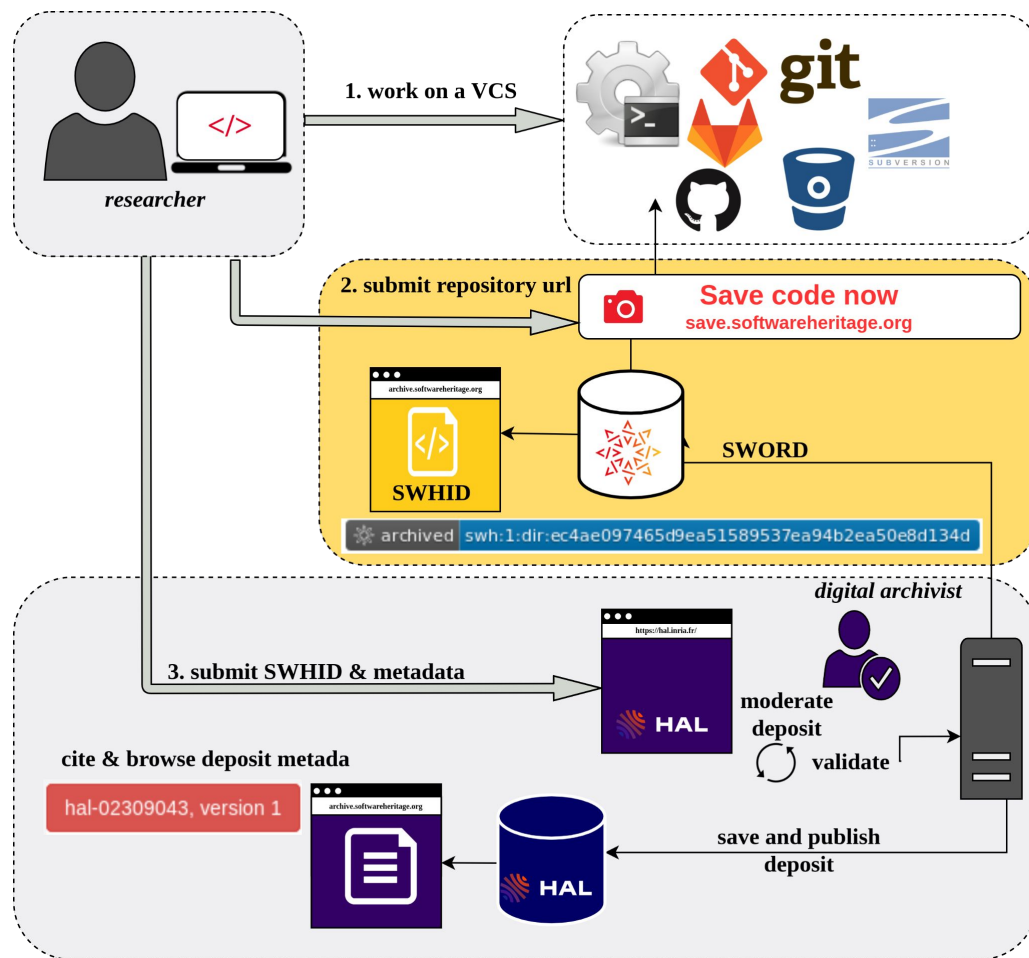 researcher
</>
1. work on a VCS
>_
git
SUBVERSION
2. submit repository url
Save code now
save.softwareheritage.org
archive.softwareheritage.org
</>
SWHID
SWORD
archived swh:1:dir:ec4ae097465d9ea51589537ea94b2ea50e8d134d
digital archivist
https://hal.inria.fr/
3. submit SWHID & metadata
HAL
moderate
deposit
validate
cite & browse deposit metada
hal-02309043, version 1
archive.softwareheritage.org
HAL
save and publish
deposit